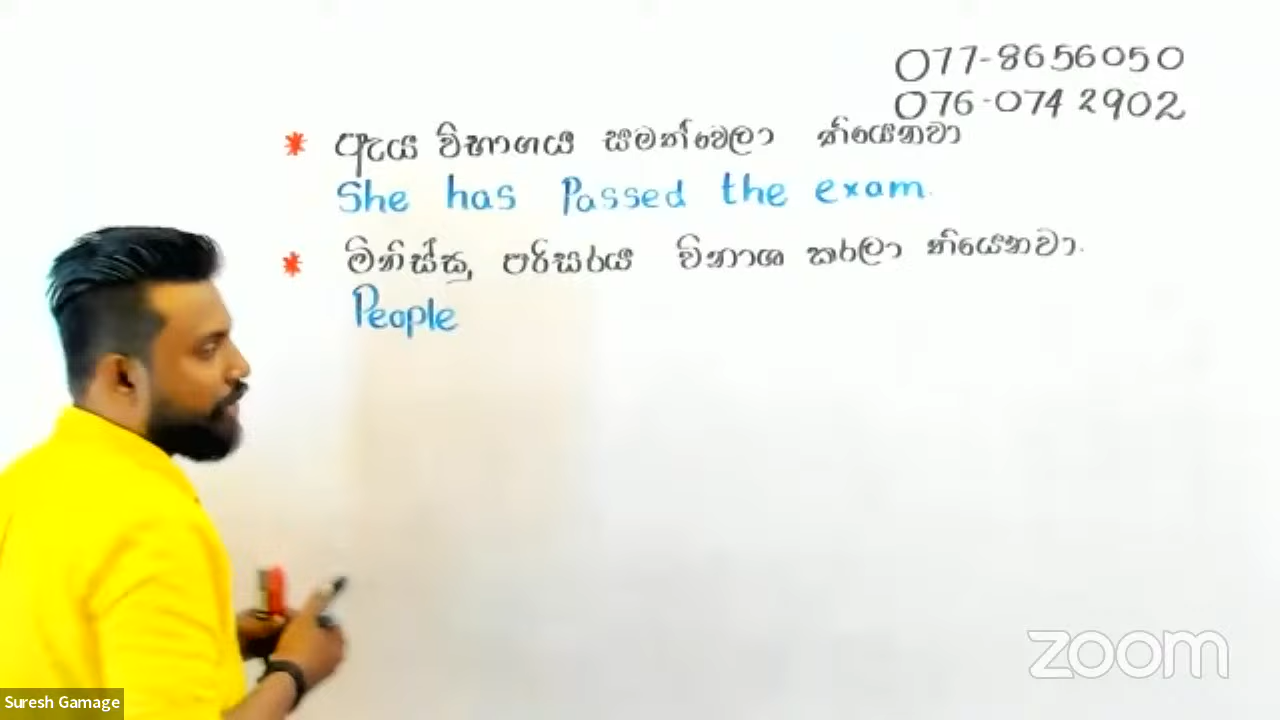 077-8656050
076-074 2902
* ඇය විභාගය සමත්වෙලා තියෙනවා
She has Passed the exam.
* මිනිස්සු පරිසරය විනාශ කරලා තියෙනවා.
People
zoom
Suresh Gamage